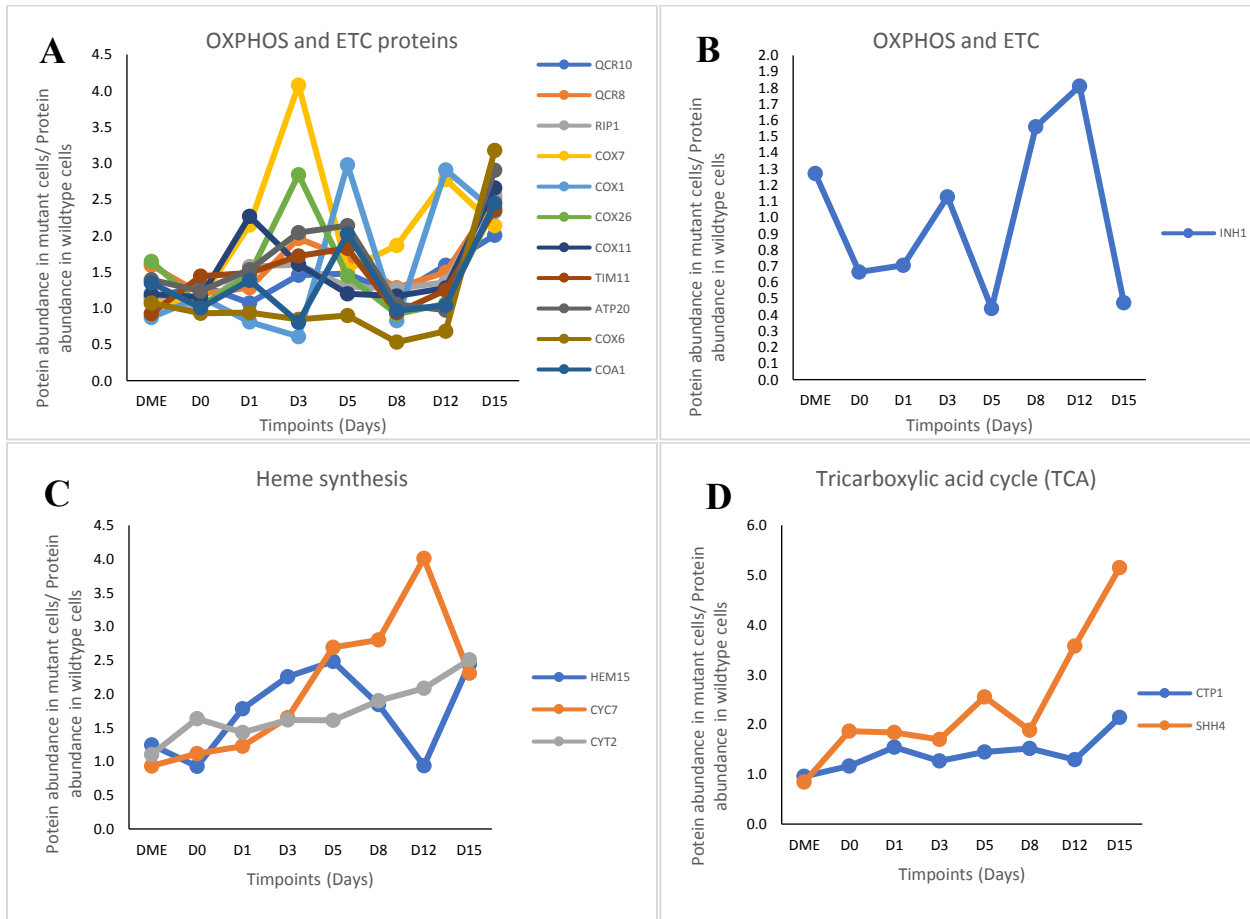 A
OXPHOS and ETC proteins
Potein abundance in mutant cells/ Protein
abundance in wildtype cells
4.5
4.0
3.5
3.0
2.5
2.0
1.5
1.0
0.5
0.0
DME D0 D1 D3 D5 D8 D12 D15
Timpoints (Days)
QCR10
QCR8
RIP1
COX7
COX1
COX26
COX11
TIM11
ATP20
COX6
COA1
B
OXPHOS and ETC
Potein abundance in mutant cells/ Protein
abundance in wildtype cells
2.0
1.9
1.8
1.7
1.6
1.5
1.4
1.3
1.2
1.1
1.0
0.9
0.8
0.7
0.6
0.5
0.4
0.3
0.2
0.1
0.0
DME D0 D1 D3 D5 D8 D12 D15
Timpoints (Days)
INH1
C
Heme synthesis
Potein abundance in mutant cells/ Protein
abundance in wildtype cells
4.5
4.0
3.5
3.0
2.5
2.0
1.5
1.0
0.5
0.0
DME D0 D1 D3 D5 D8 D12 D15
Timpoints (Days)
HEM15
CYC7
CYT2
D
Tricarboxylic acid cycle (TCA)
Potein abundance in mutant cells/ Protein
abundance in wildtype cells
6.0
5.0
4.0
3.0
2.0
1.0
0.0
DME D0 D1 D3 D5 D8 D12 D15
Timpoints (Days)
CTP1
SHH4